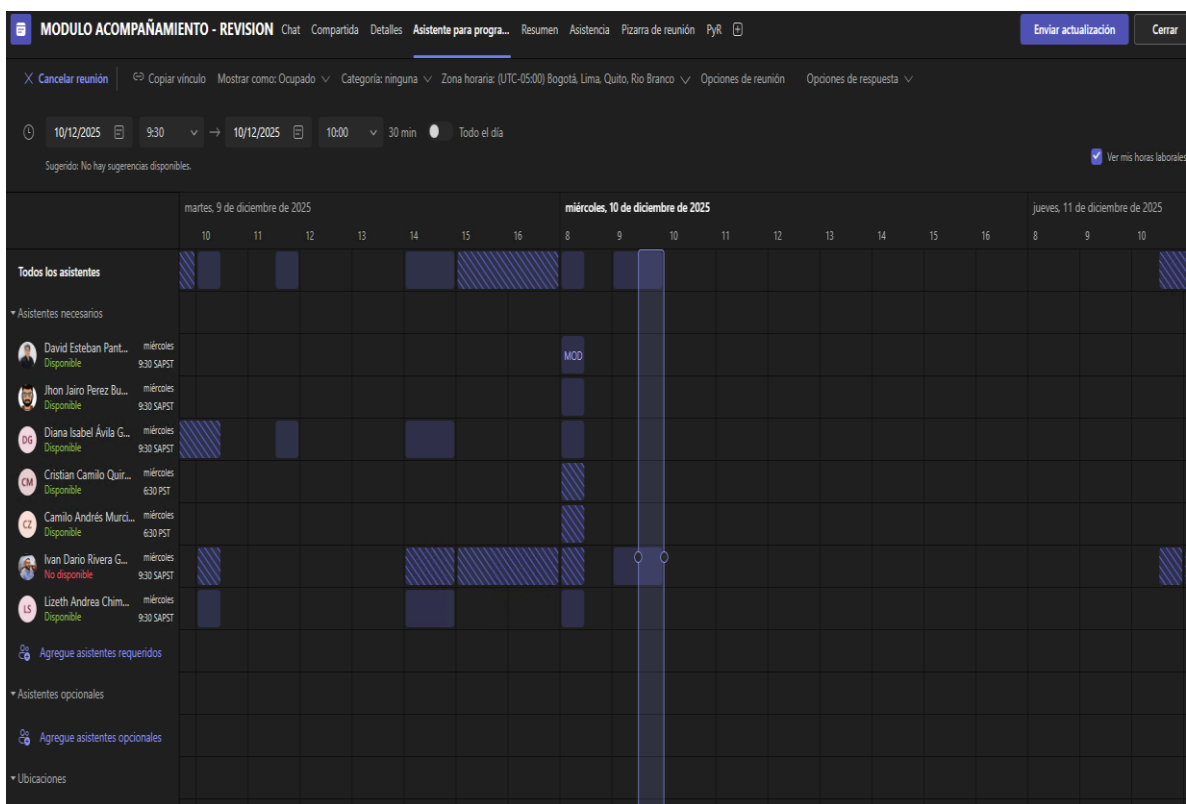 MODULO ACOMPAÑAMIENTO - REVISION Chat Compartida Detalles Asistente para progra... Resumen Asistencia Pizarra de reunión PyR
Enviar actualización Cerrar
Cancelar reunión Copiar vínculo Mostrar como: Ocupado Categoría: ninguna Zona horaria: (UTC-05:00) Bogotá, Lima, Quito, Rio Branco Opciones de reunión Opciones de respuesta
10/12/2025 9:30 → 10/12/2025 10:00 30 min Todo el día
Sugerido: No hay sugerencias disponibles.
Ver mis horas laborales
martes, 9 de diciembre de 2025 miércoles, 10 de diciembre de 2025 jueves, 11 de diciembre de 2025
10 11 12 13 14 15 16 8 9 10 11 12 13 14 15 16 8 9 10
Todos los asistentes
Asistentes necesarios
David Esteban Pant... miércoles
Disponible 9:30 SAPST
MOD
Jhon Jairo Perez Bu... miércoles
Disponible 9:30 SAPST
DG Diana Isabel Ávila G... miércoles
Disponible 9:30 SAPST
CM Cristian Camilo Quir... miércoles
Disponible 6:30 PST
CZ Camilo Andrés Murci... miércoles
Disponible 6:30 PST
Ivan Dario Rivera G... miércoles
No disponible 9:30 SAPST
LS Lizeth Andrea Chim... miércoles
Disponible 9:30 SAPST
Agregue asistentes requeridos
Asistentes opcionales
Agregue asistentes opcionales
Ubicaciones